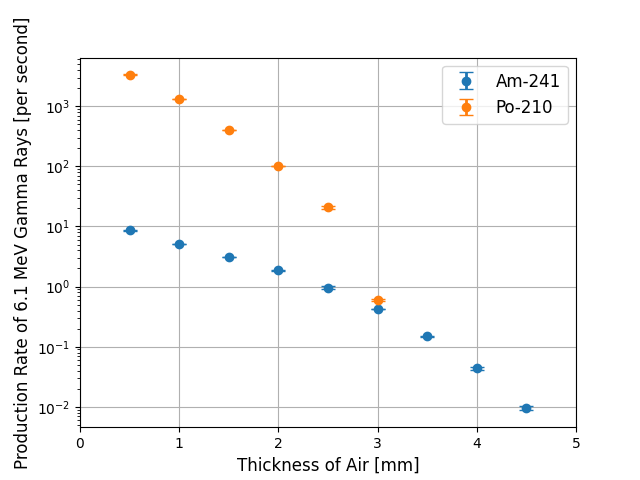 Production Rate of 6.1 MeV Gamma Rays [per second]
Am-241
Po-210
10³
10²
10¹
10⁰
10⁻¹
10⁻²
0 1 2 3 4 5
Thickness of Air [mm]